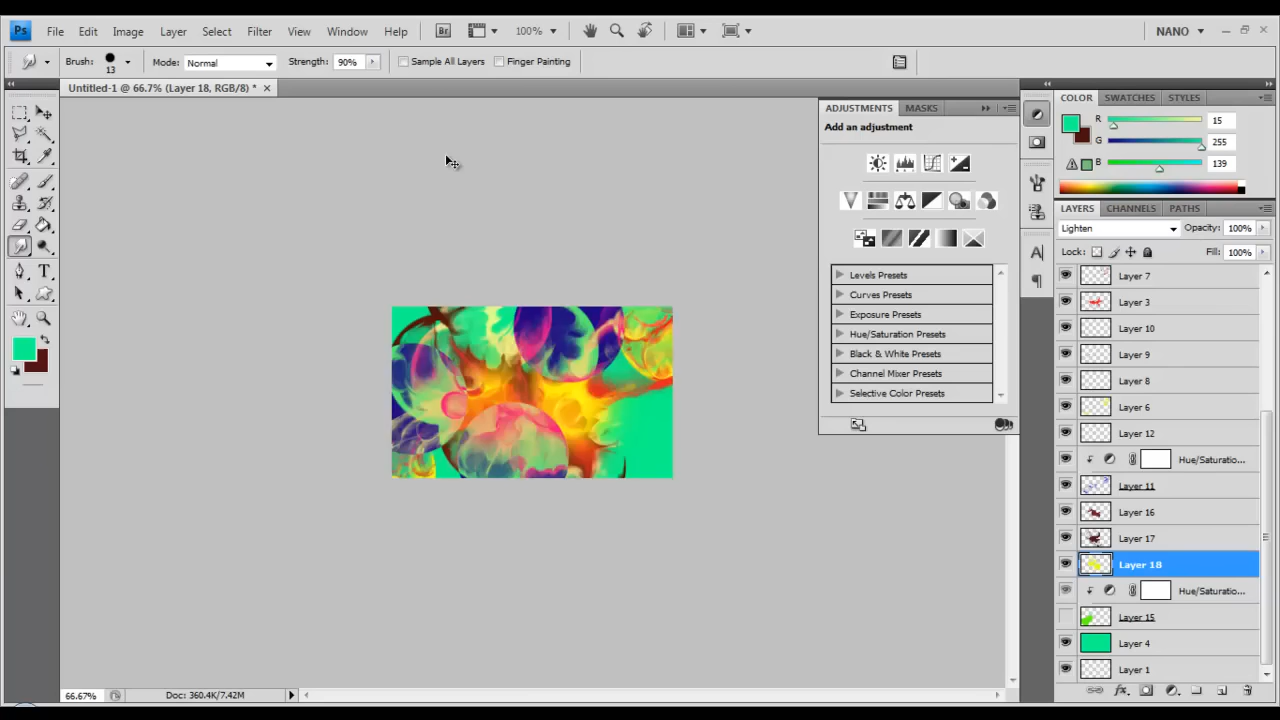 Ps File Edit Image Layer Select Filter View Window Help Br 100% NANO
Brush: 13 Mode: Normal Strength: 90% Sample All Layers Finger Painting
Untitled-1 @ 66.7% (Layer 18, RGB/8) *
ADJUSTMENTS MASKS
Add an adjustment
Levels Presets
Curves Presets
Exposure Presets
Hue/Saturation Presets
Black & White Presets
Channel Mixer Presets
Selective Color Presets
COLOR SWATCHES STYLES
R 15
G 255
B 139
LAYERS CHANNELS PATHS
Lighten Opacity: 100%
Lock: Fill: 100%
Layer 7
Layer 3
Layer 10
Layer 9
Layer 8
Layer 6
Layer 12
Hue/Saturatio...
Layer 11
Layer 16
Layer 17
Layer 18
Hue/Saturatio...
Layer 15
Layer 4
Layer 1
66.67% Doc: 360.4K/7.42M